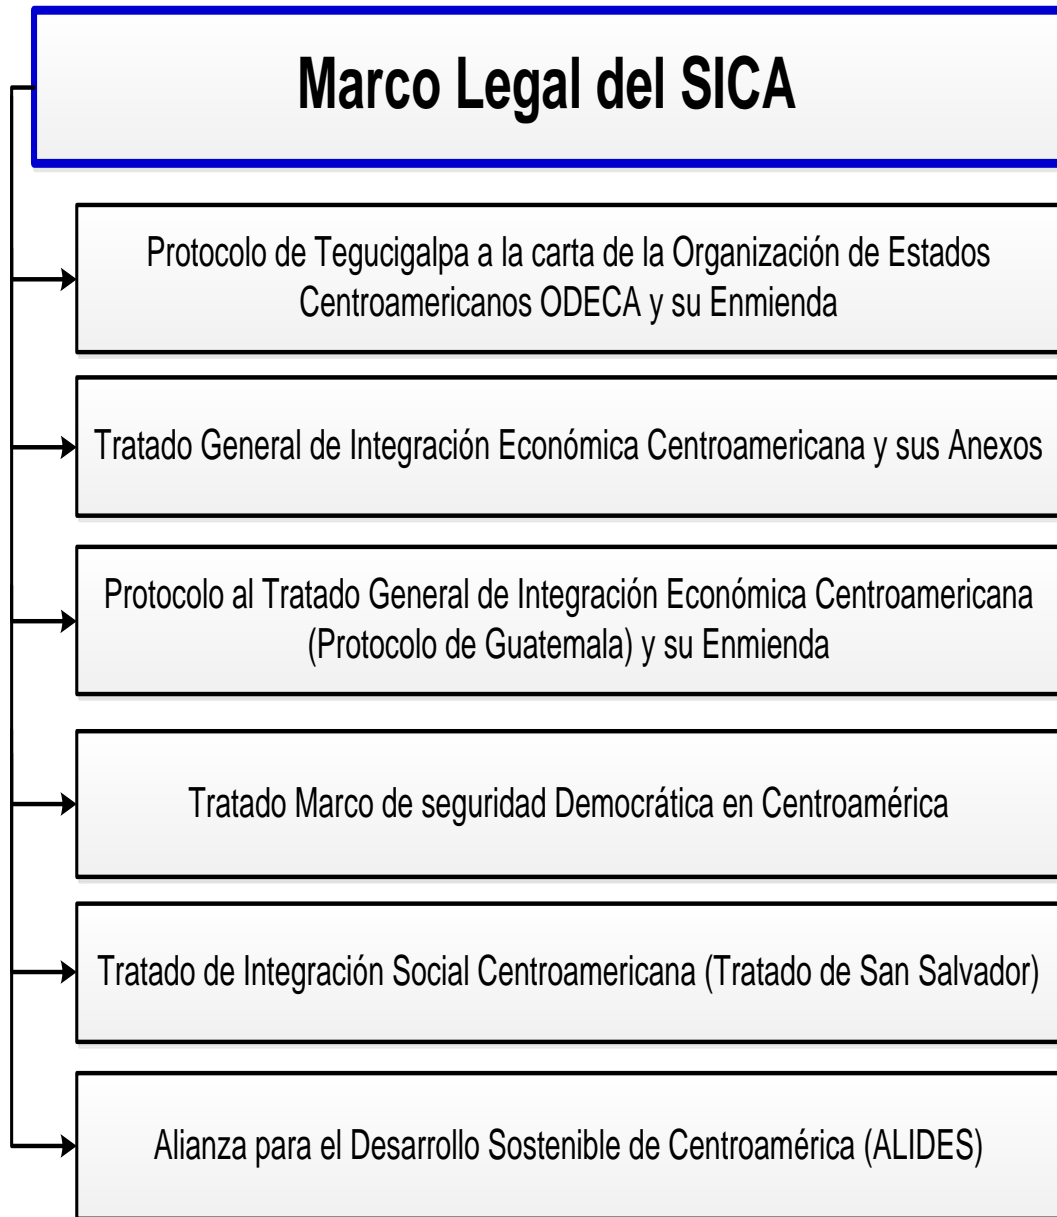 Marco Legal del SICA
Protocolo de Tegucigalpa a la carta de la Organización de Estados
Centroamericanos ODECA y su Enmienda
Tratado General de Integración Económica Centroamericana y sus Anexos
Protocolo al Tratado General de Integración Económica Centroamericana
(Protocolo de Guatemala) y su Enmienda
Tratado Marco de seguridad Democrática en Centroamérica
Tratado de Integración Social Centroamericana (Tratado de San Salvador)
Alianza para el Desarrollo Sostenible de Centroamérica (ALIDES)